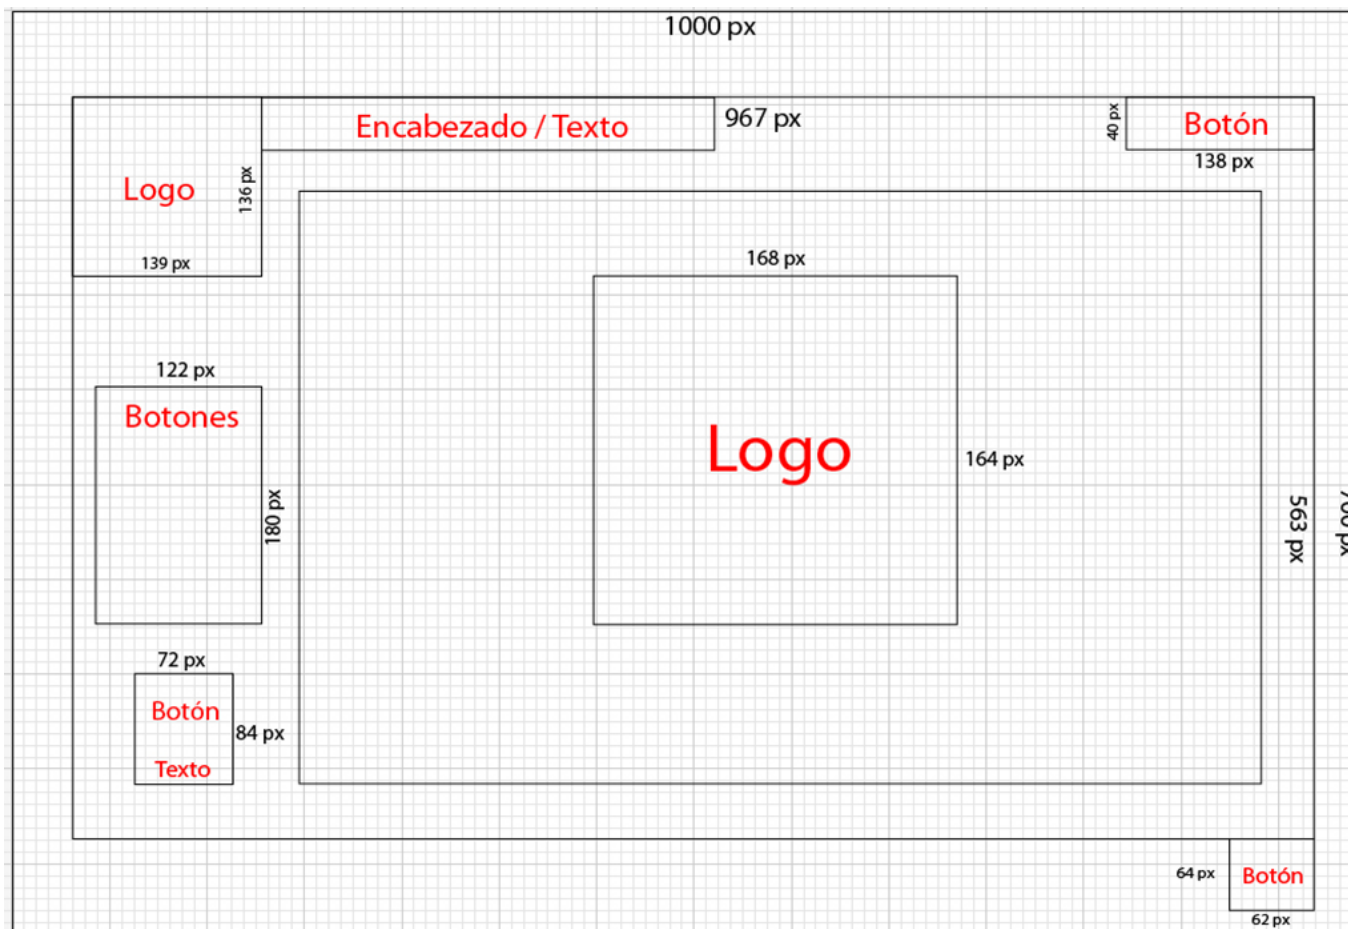 1000 px
Encabezado / Texto
967 px
40 px
Botón
138 px
Logo
136 px
139 px
168 px
Logo
164 px
122 px
Botones
180 px
563 px
700 px
72 px
Botón
84 px
Texto
64 px
Botón
62 px